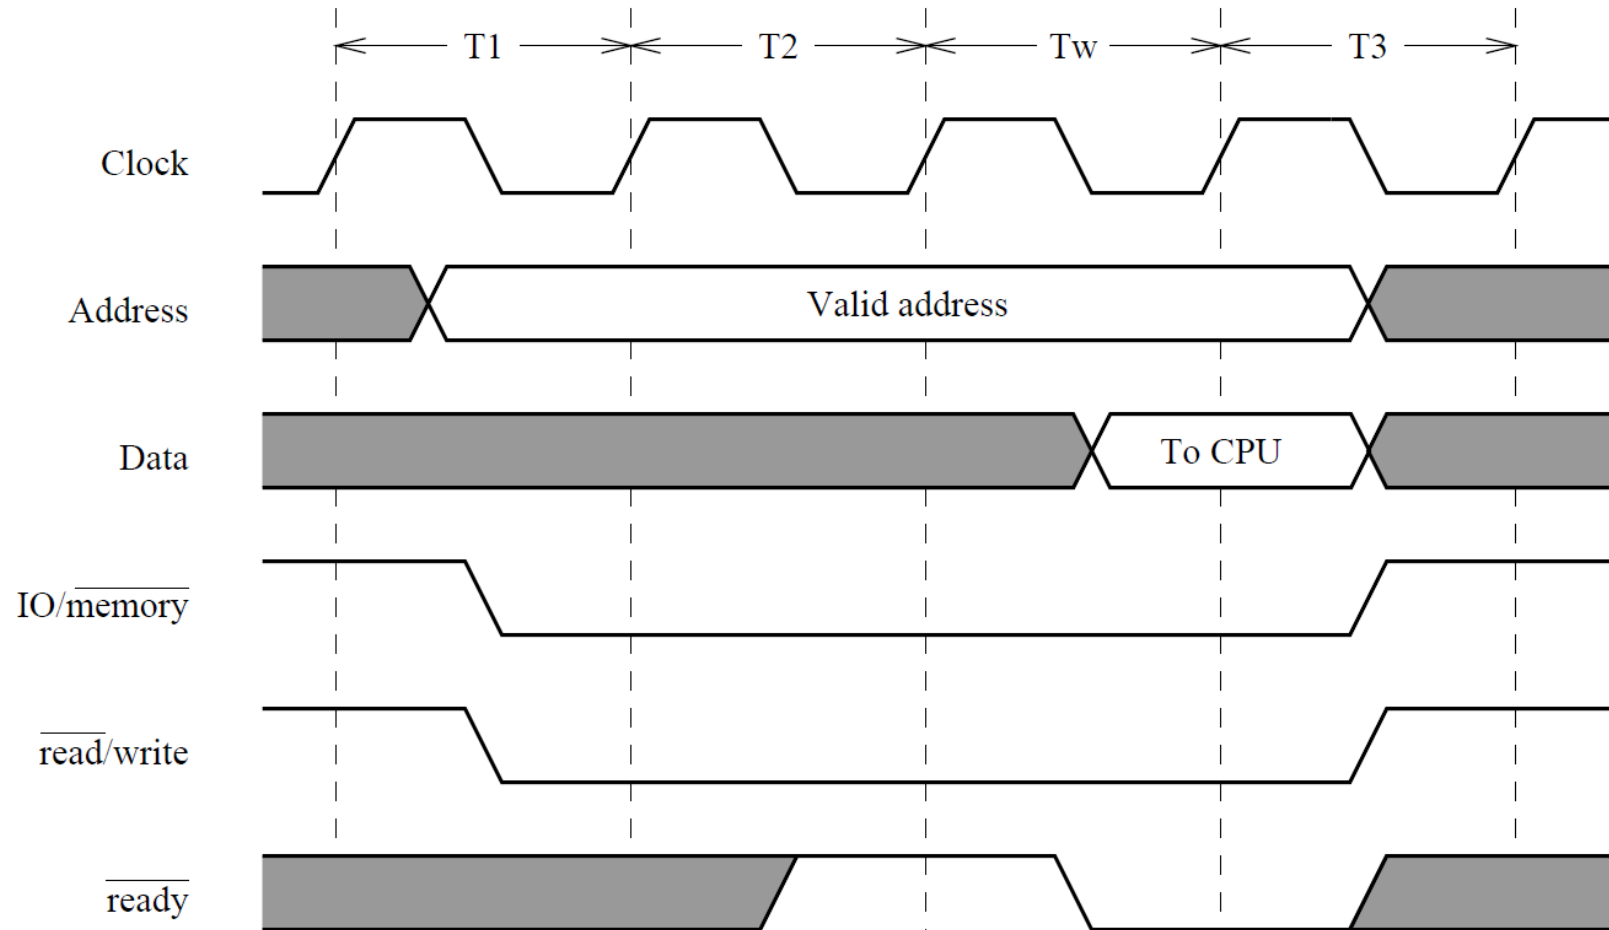 T1 T2 Tw T3
Clock
Address Valid address
Data To CPU
IO/memory
read/write
ready